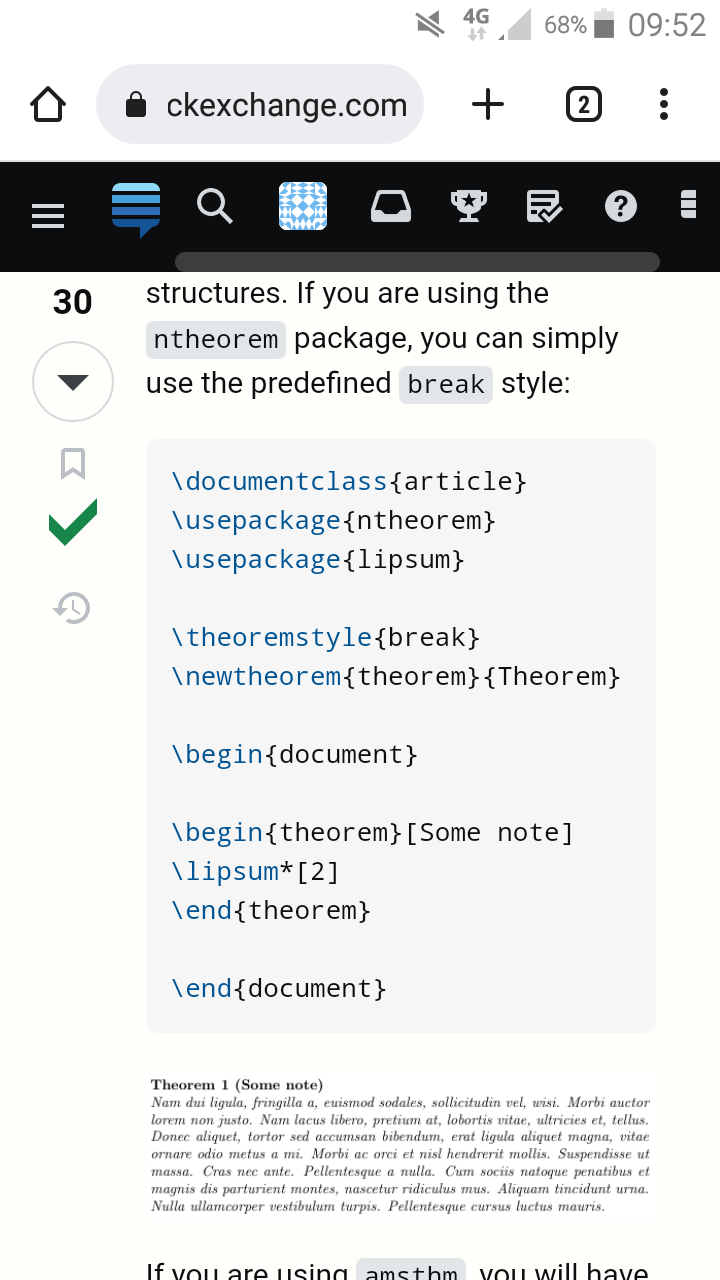 4G 68% 09:52
ckexchange.com 2
30
structures. If you are using the
ntheorem package, you can simply
use the predefined break style:
\documentclass{article}
\usepackage{ntheorem}
\usepackage{lipsum}
\theoremstyle{break}
\newtheorem{theorem}{Theorem}
\begin{document}
\begin{theorem}[Some note]
\lipsum*[2]
\end{theorem}
\end{document}
Theorem 1 (Some note)
Nam dui ligula, fringilla a, euismod sodales, sollicitudin vel, wisi. Morbi auctor
lorem non justo. Nam lacus libero, pretium at, lobortis vitae, ultricies et, tellus.
Donec aliquet, tortor sed accumsan bibendum, erat ligula aliquet magna, vitae
ornare odio metus a mi. Morbi ac orci et nisl hendrerit mollis. Suspendisse ut
massa. Cras nec ante. Pellentesque a nulla. Cum sociis natoque penatibus et
magnis dis parturient montes, nascetur ridiculus mus. Aliquam tincidunt urna.
Nulla ullamcorper vestibulum turpis. Pellentesque cursus luctus mauris.
If you are using amsthm you will have